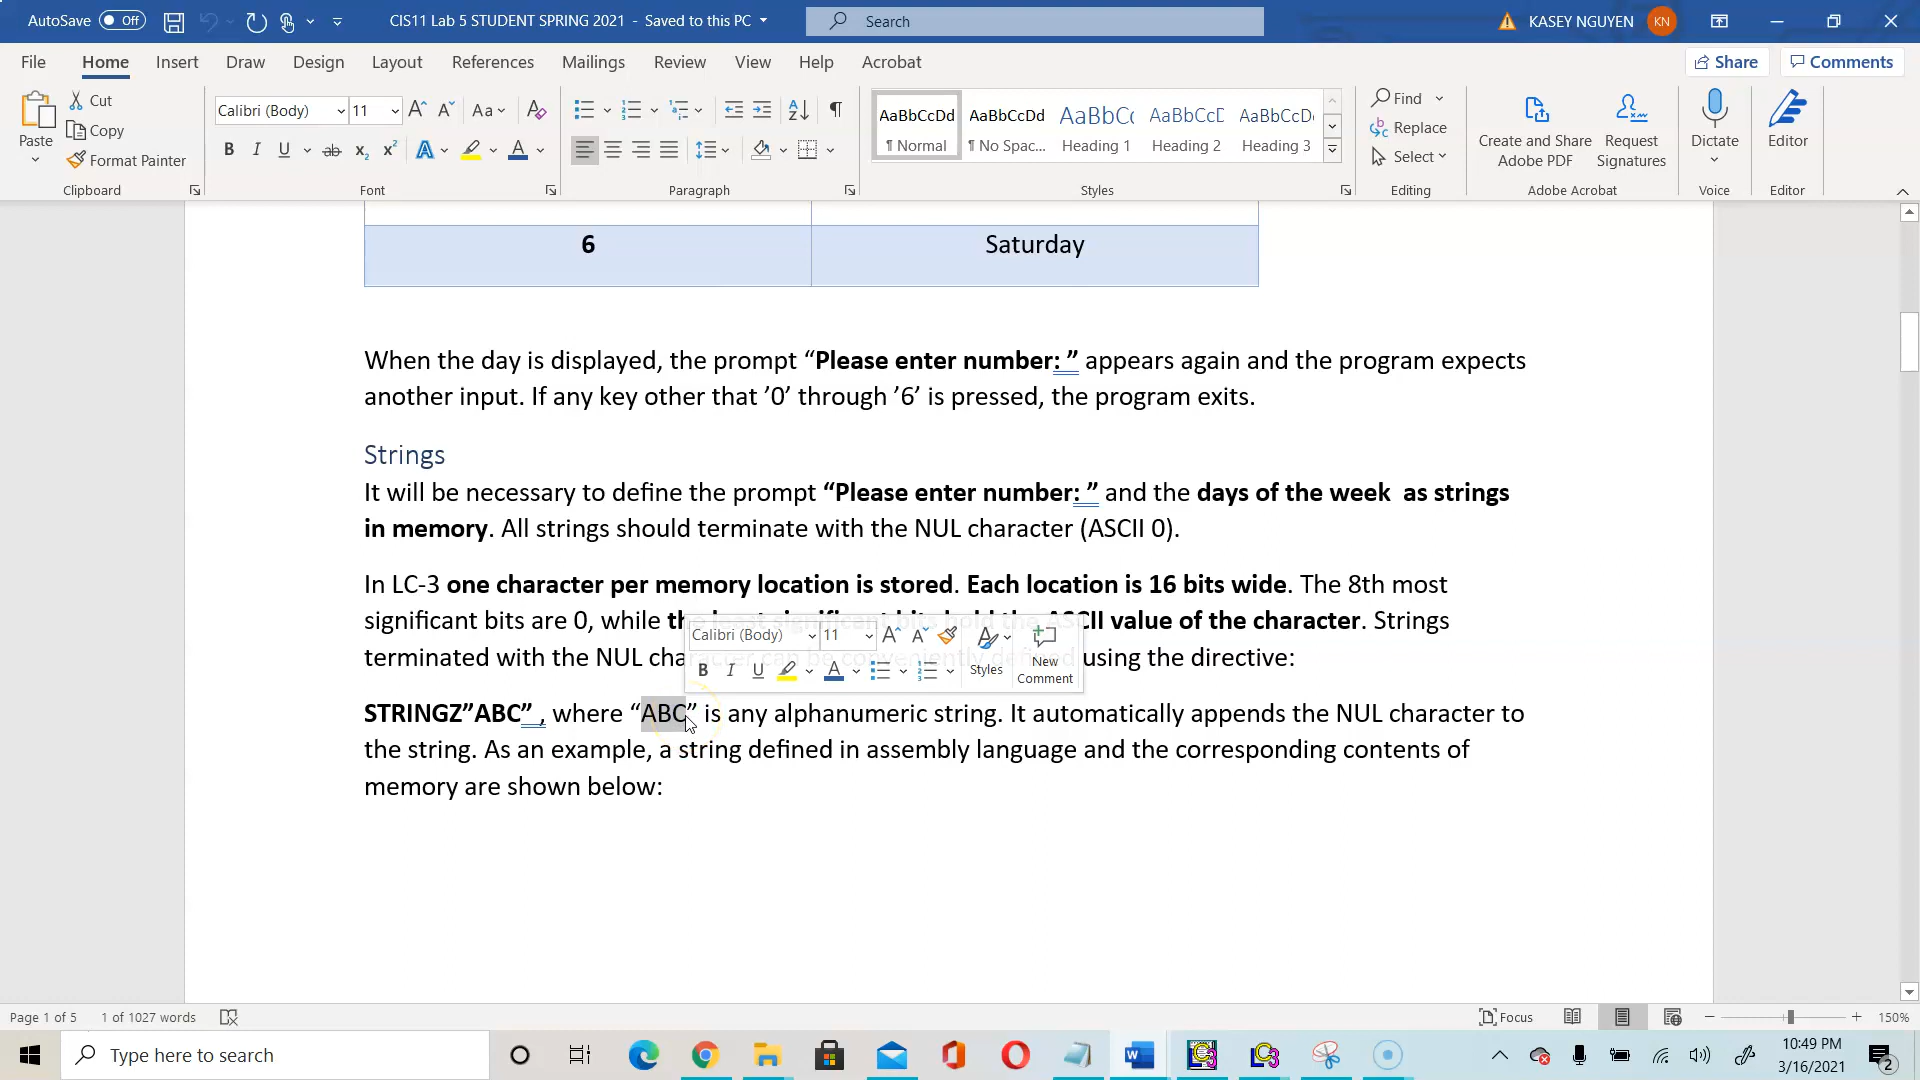 AutoSave Off CIS11 Lab 5 STUDENT SPRING 2021 - Saved to this PC Search KASEY NGUYEN KN
File Home Insert Draw Design Layout References Mailings Review View Help Acrobat Share Comments
Paste Cut Copy Format Painter Clipboard
Calibri (Body) 11 Aa B I U ab x₂ x² A A Font
Paragraph
AaBbCcDd AaBbCcDd AaBbCc AaBbCcD AaBbCcD
¶ Normal ¶ No Spac... Heading 1 Heading 2 Heading 3
Styles
Find Replace Select Editing
Create and Share Adobe PDF Request Signatures Adobe Acrobat
Dictate Voice
Editor Editor
6 Saturday
When the day is displayed, the prompt “Please enter number: ” appears again and the program expects
another input. If any key other that ’0’ through ’6’ is pressed, the program exits.
Strings
It will be necessary to define the prompt “Please enter number: ” and the days of the week  as strings
in memory. All strings should terminate with the NUL character (ASCII 0).
In LC-3 one character per memory location is stored. Each location is 16 bits wide. The 8th most
significant bits are 0, while the least significant bits hold the ASCII value of the character. Strings
terminated with the NUL character can be conveniently defined using the directive:
Calibri (Body) 11 A A
B I U A Styles New Comment
STRINGZ”ABC” , where “ABC” is any alphanumeric string. It automatically appends the NUL character to
the string. As an example, a string defined in assembly language and the corresponding contents of
memory are shown below:
Page 1 of 5 1 of 1027 words Focus 150%
Type here to search 10:49 PM
3/16/2021 2